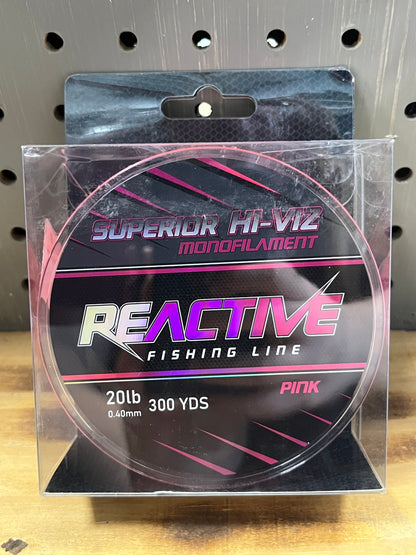 SUPERIOR HI-VIZ
MONOFILAMENT
REACTIVE
FISHING LINE
PINK
20lb 300 YDS
0.40mm